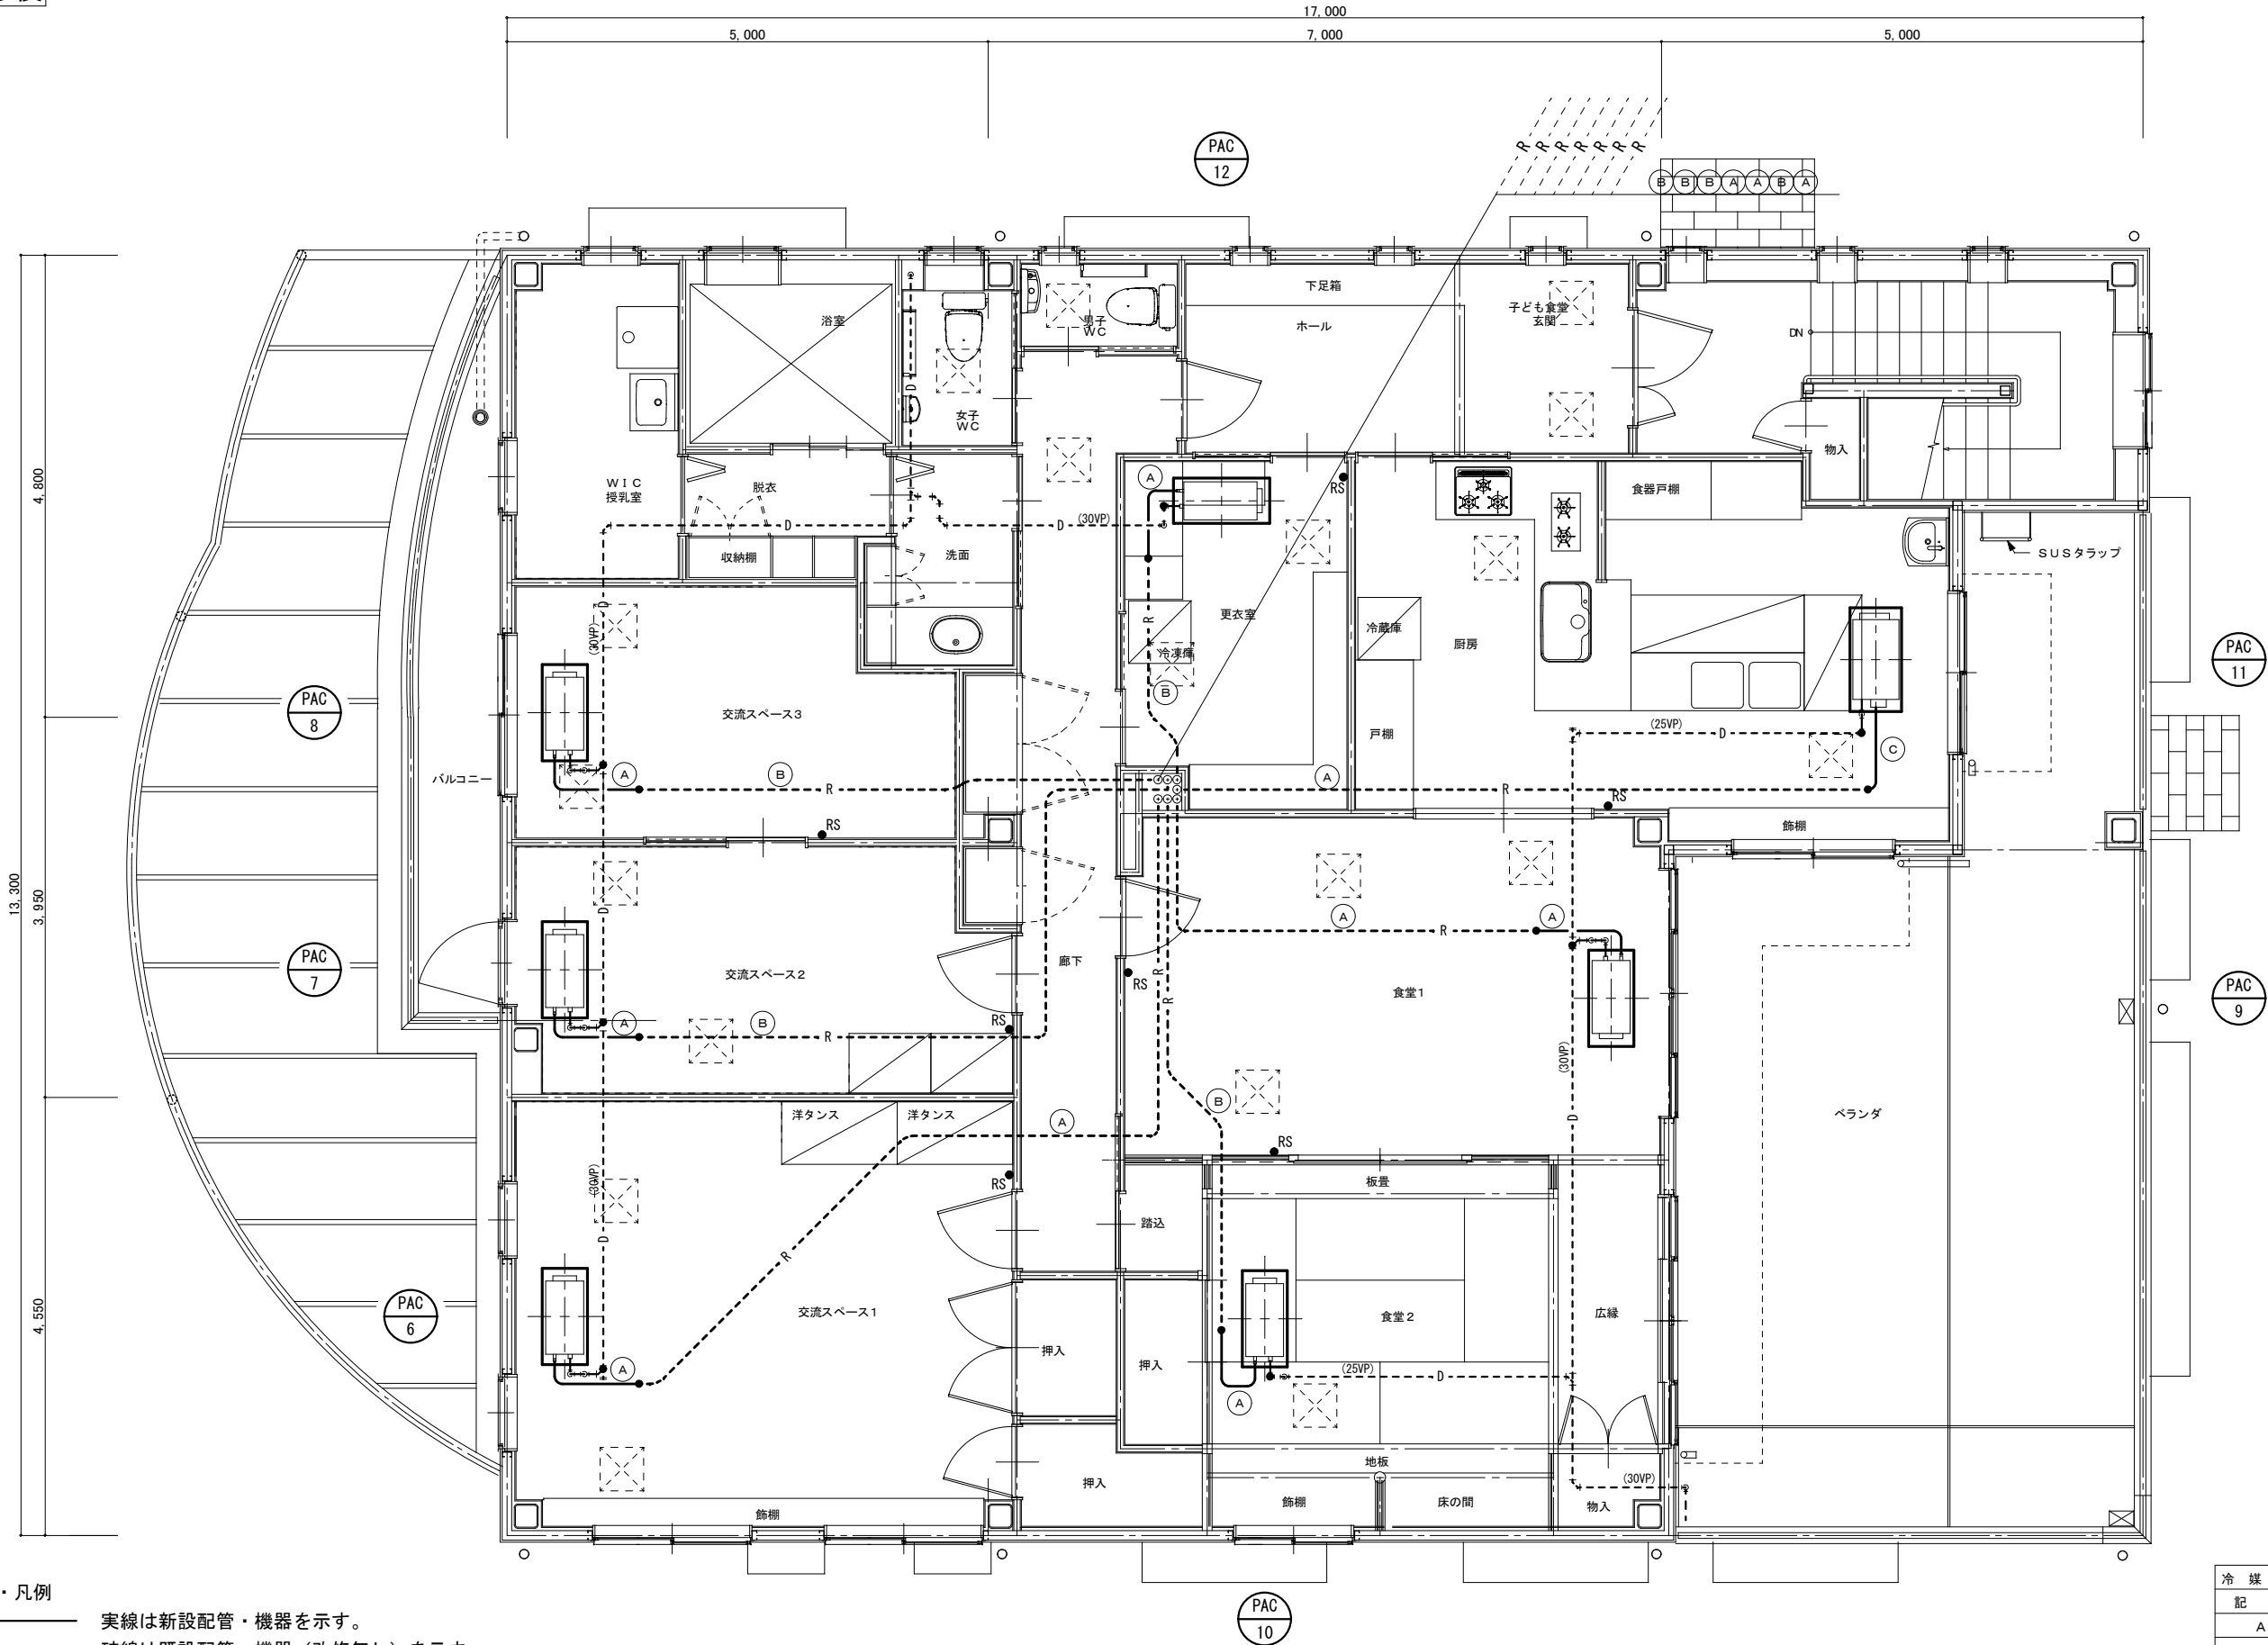 17,000
5,000
7,000
5,000
PAC
12
R R R R R R R
B B B A A B A
下足箱
ホール
子ども食堂
玄関
浴室
男子
WC
女子
WC
DN
物入
4,800
WIC
授乳室
脱衣
収納棚
洗面
D
D
D
(30VP)
A
RS
食器戸棚
SUSタラップ
更衣室
冷凍庫
冷蔵庫
厨房
戸棚
R
B
D
(30VP)
PAC
11
PAC
8
交流スペース3
(25VP)
D
C
バルコニー
A
B
R
A
R
RS
RS
飾棚
13,300
3,950
D
PAC
7
交流スペース2
A
B
R
RS
廊下
A
R
A
RS
R
R
食堂1
PAC
9
(30VP)
D
B
ベランダ
洋タンス
洋タンス
A
RS
RS
板畳
踏込
(30VP)
D
R
4,550
PAC
6
交流スペース1
A
押入
押入
食堂2
広縁
(25VP)
D
A
押入
地板
飾棚
飾棚
床の間
物入
(30VP)
PAC
10
・凡例
実線は新設配管・機器を示す。
冷媒
記
A